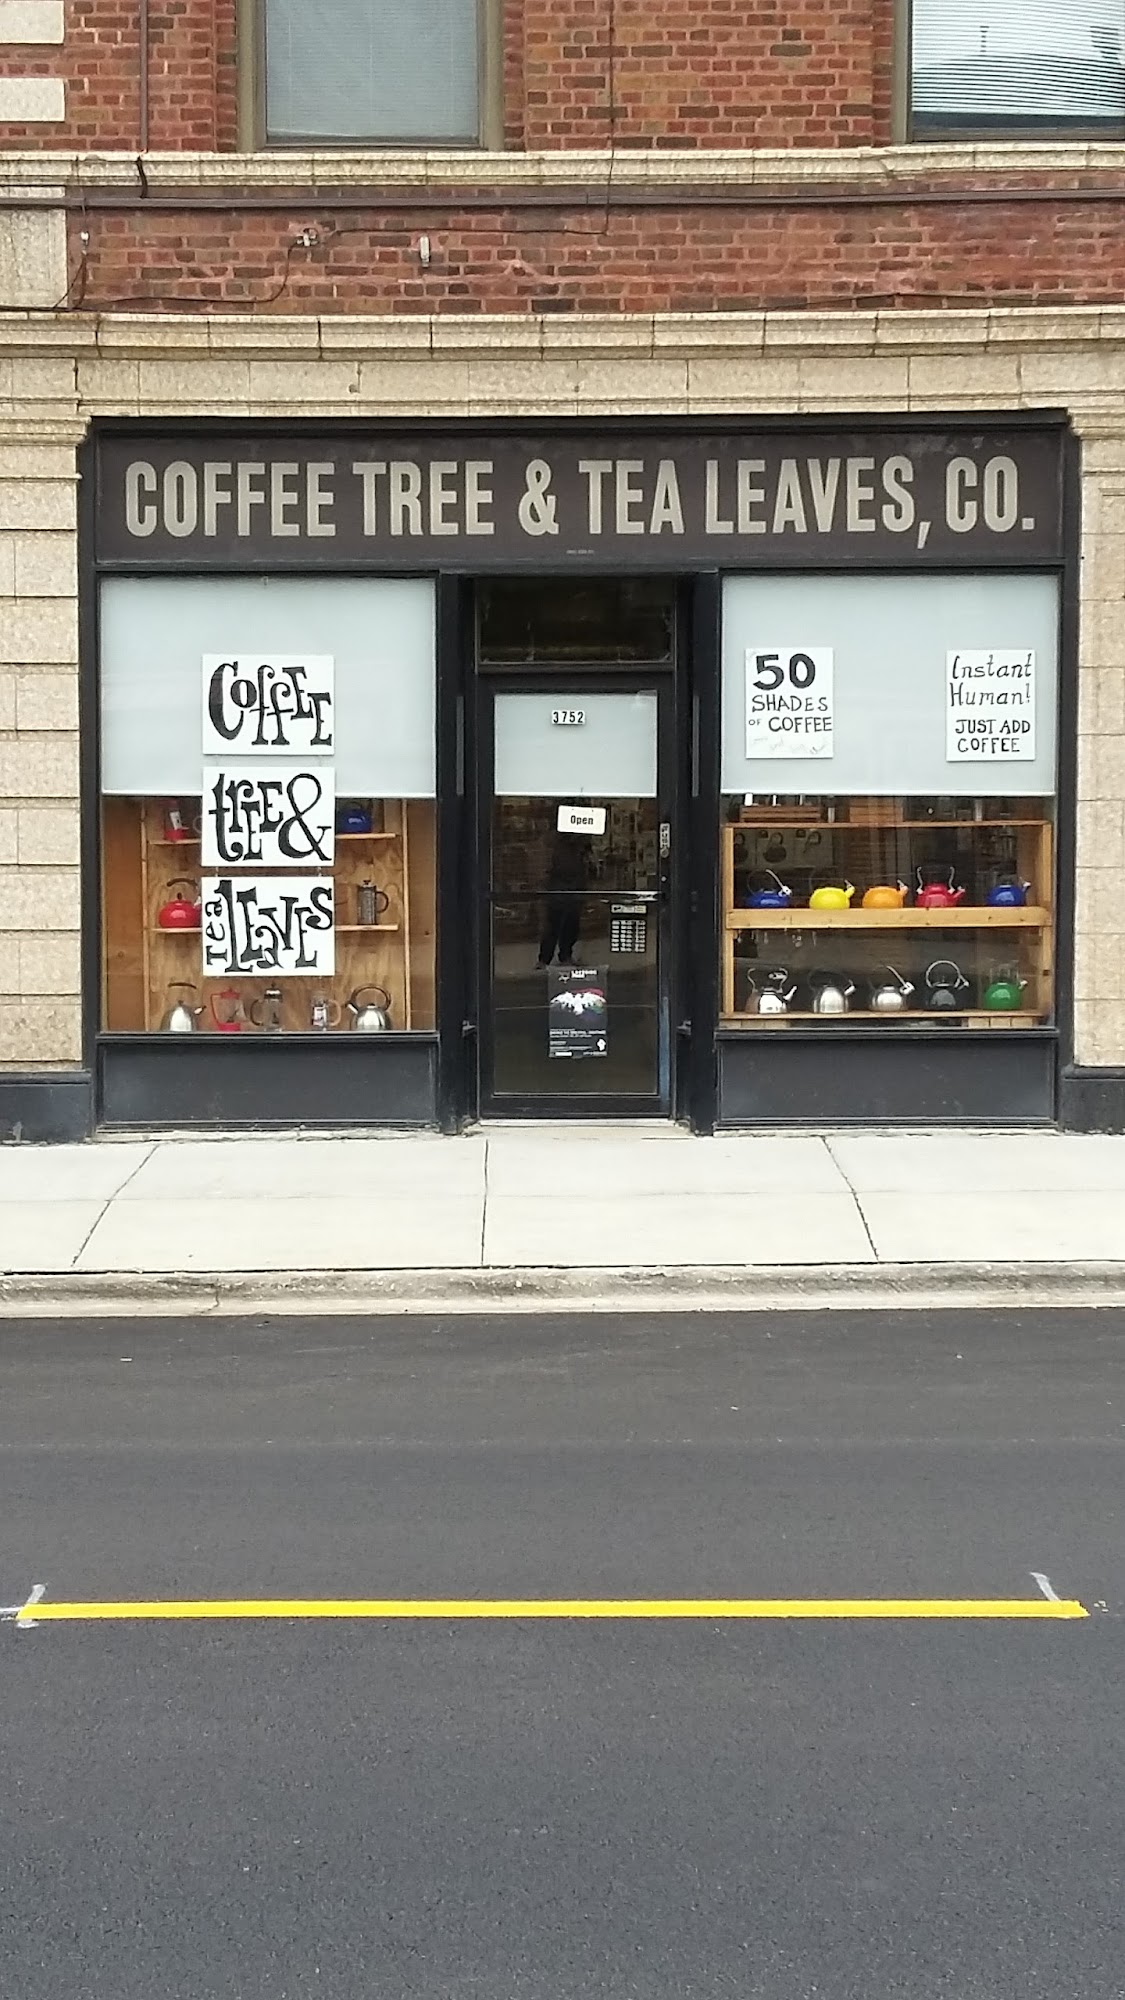 COFFEE TREE & TEA LEAVES, CO.
Coffee
tree &
Tea Leaves
3752
Open
50
SHADES
OF COFFEE
Instant
Human!
JUST ADD
COFFEE